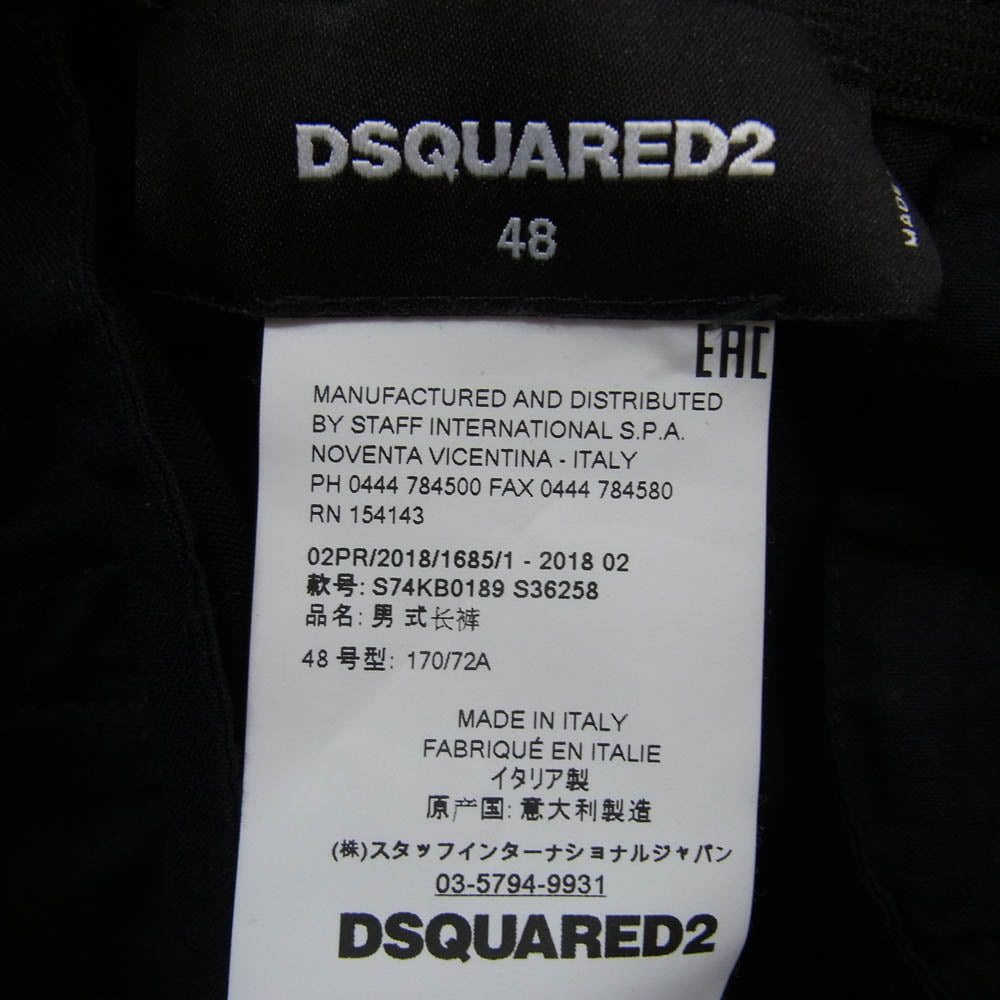 DSQUARED2
48
MADE
EAC
MANUFACTURED AND DISTRIBUTED
BY STAFF INTERNATIONAL S.P.A.
NOVENTA VICENTINA - ITALY
PH 0444 784500 FAX 0444 784580
RN 154143
02PR/2018/1685/1 - 2018 02
款号: S74KB0189 S36258
品名: 男式长裤
48 号型: 170/72A
MADE IN ITALY
FABRIQUÉ EN ITALIE
イタリア製
原产国: 意大利製造
(株)スタッフインターナショナルジャパン
03-5794-9931
DSQUARED2